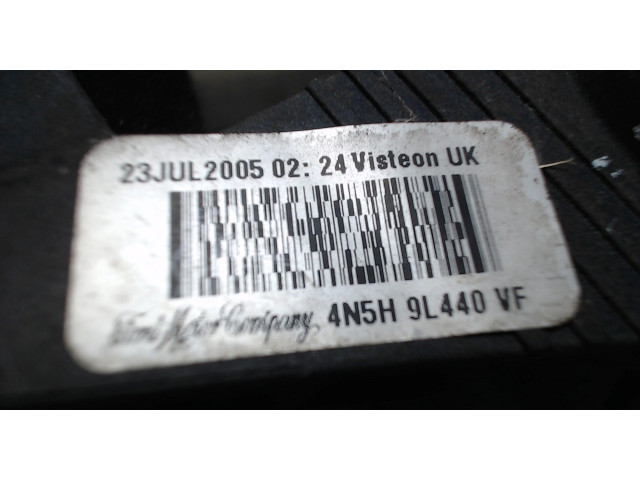 23JUL2005 02: 24 Visteon UK
Ford Motor Company 4N5H 9L440 VF